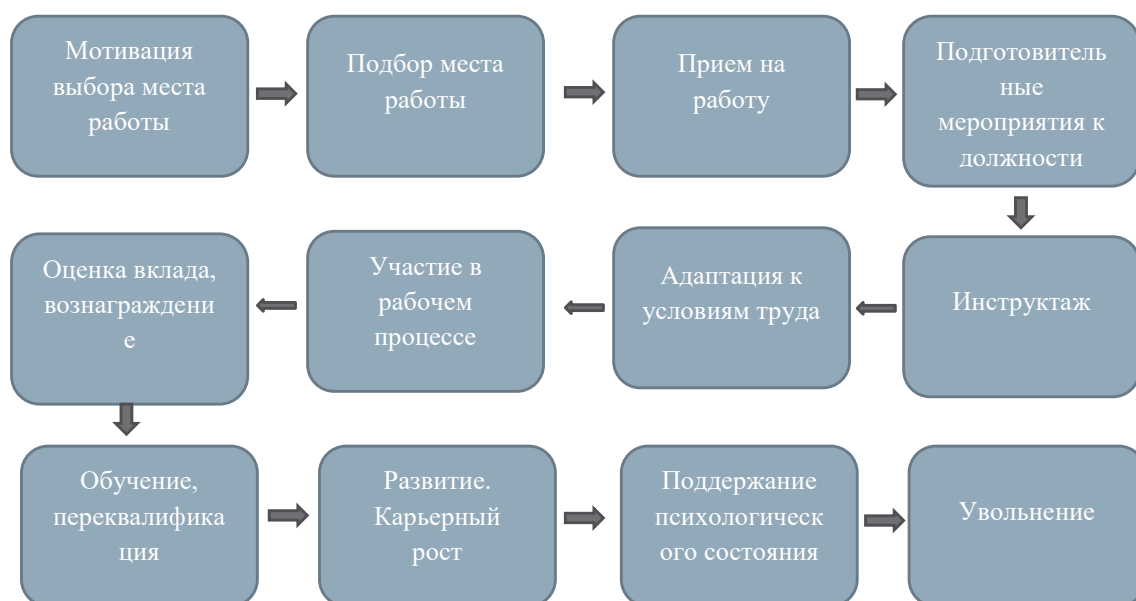 Мотивация
выбора места
работы
Подбор места
работы
Прием на
работу
Подготовитель
ные
мероприятия к
должности
Инструктаж
Адаптация к
условиям труда
Участие в
рабочем
процессе
Оценка вклада,
вознаграждени
е
Обучение,
переквалифика
ция
Развитие.
Карьерный
рост
Поддержание
психологическ
ого состояния
Увольнение